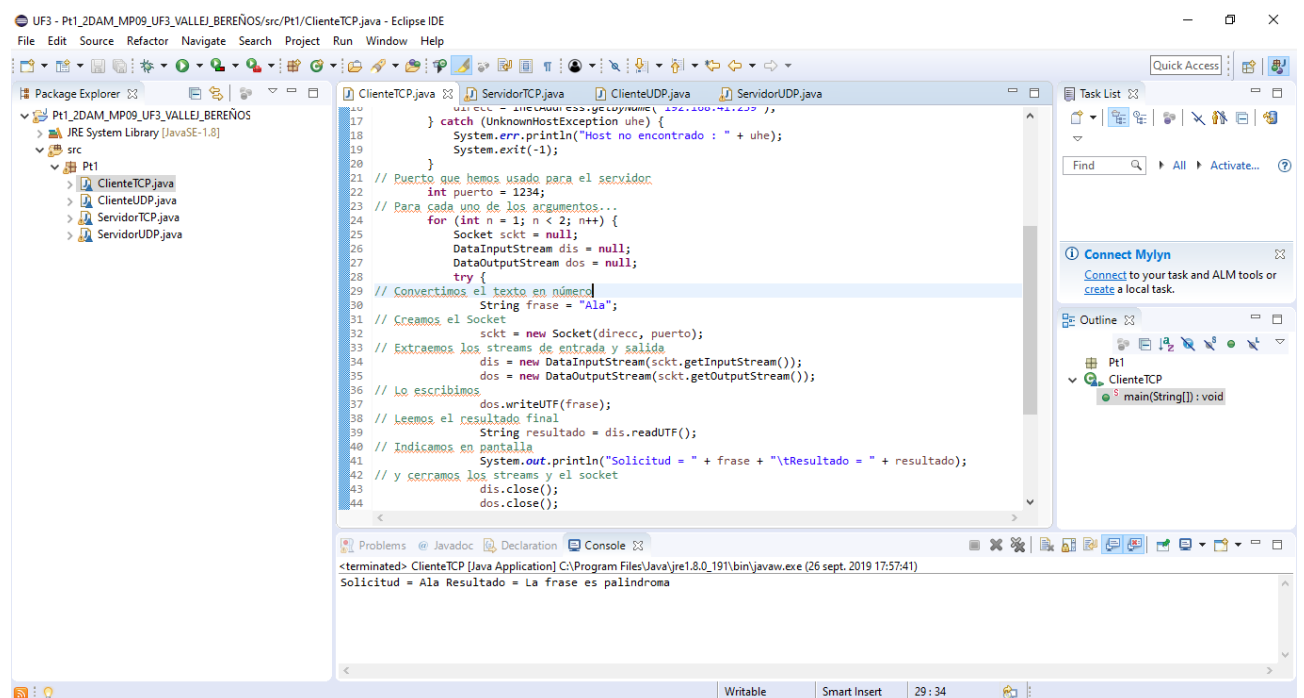 UF3 - Pt1_2DAM_MP09_UF3_VALLEJ_BEREÑOS/src/Pt1/ClienteTCP.java - Eclipse IDE
File Edit Source Refactor Navigate Search Project Run Window Help
Quick Access
Package Explorer
Pt1_2DAM_MP09_UF3_VALLEJ_BEREÑOS
JRE System Library [JavaSE-1.8]
src
Pt1
ClienteTCP.java
ClienteUDP.java
ServidorTCP.java
ServidorUDP.java
ClienteTCP.java ServidorTCP.java ClienteUDP.java ServidorUDP.java
16 direcc = InetAddress.getByName("192.168.41.239");
17 } catch (UnknownHostException uhe) {
18 System.err.println("Host no encontrado : " + uhe);
19 System.exit(-1);
20 }
21 // Puerto que hemos usado para el servidor
22 int puerto = 1234;
23 // Para cada uno de los argumentos...
24 for (int n = 1; n < 2; n++) {
25 Socket sckt = null;
26 DataInputStream dis = null;
27 DataOutputStream dos = null;
28 try {
29 // Convertimos el texto en número
30 String frase = "Ala";
31 // Creamos el Socket
32 sckt = new Socket(direcc, puerto);
33 // Extraemos los streams de entrada y salida
34 dis = new DataInputStream(sckt.getInputStream());
35 dos = new DataOutputStream(sckt.getOutputStream());
36 // Lo escribimos
37 dos.writeUTF(frase);
38 // Leemos el resultado final
39 String resultado = dis.readUTF();
40 // Indicamos en pantalla
41 System.out.println("Solicitud = " + frase + "\tResultado = " + resultado);
42 // y cerramos los streams y el socket
43 dis.close();
44 dos.close();
Task List
Find All Activate...
Connect Mylyn
Connect to your task and ALM tools or
create a local task.
Outline
Pt1
ClienteTCP
main(String[]) : void
Problems Javadoc Declaration Console
<terminated> ClienteTCP [Java Application] C:\Program Files\Java\jre1.8.0_191\bin\javaw.exe (26 sept. 2019 17:57:41)
Solicitud = Ala Resultado = La frase es palindroma
Writable Smart Insert 29 : 34